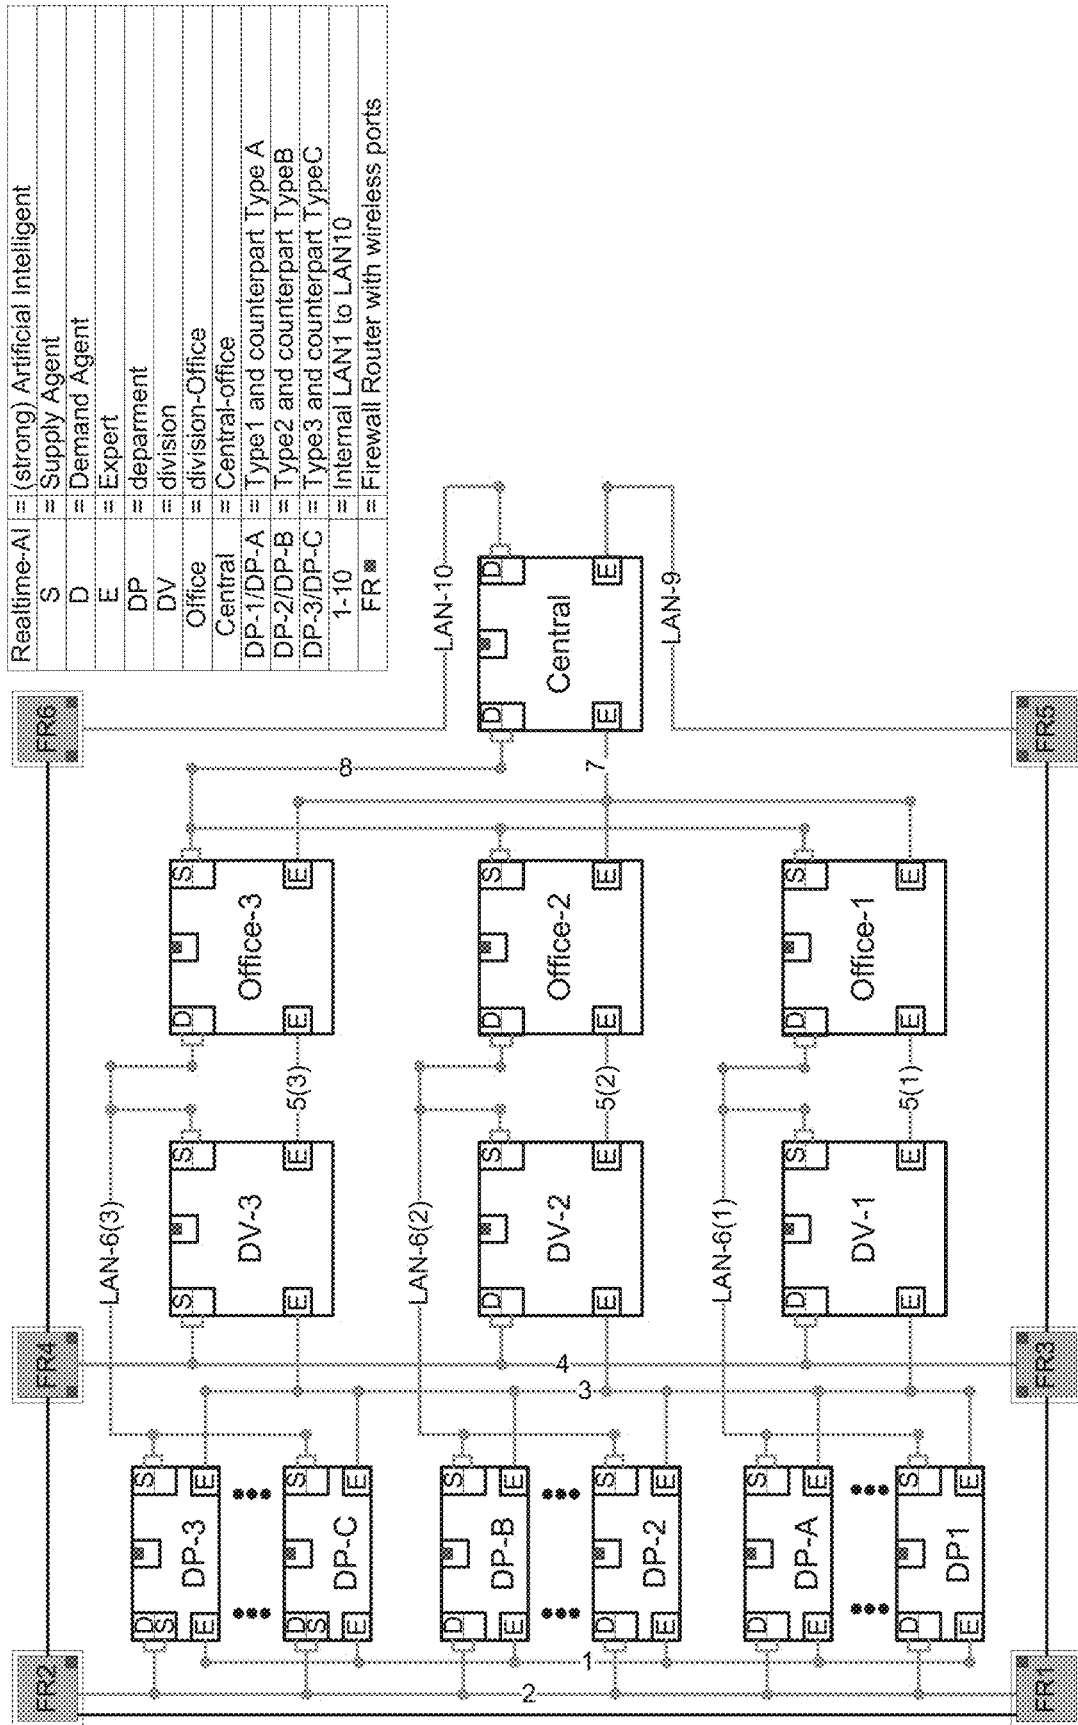 Realtime-AI = (strong) Artificial Intelligent
S = Supply Agent
D = Demand Agent
E = Expert
DP = deparment
DV = division
Office = division-Office
Central = Central-office
DP-1/DP-A = Type1 and counterpart Type A
DP-2/DP-B = Type2 and counterpart TypeB
DP-3/DP-C = Type3 and counterpart TypeC
1-10 = Internal LAN1 to LAN10
FR = Firewall Router with wireless ports
FR2
FR4
FR6
LAN-6(3)
LAN-10
D S
S
S
S
D
S
8
DP-3
DV-3
Office-3
E
E
E
E
5(3)
E
E
D S
S
DP-C
E
E
LAN-6(2)
D
S
D
S
D
S
D
D
DP-B
DV-2
Office-2
Central
E
E
E
E
5(2)
E
E
7
E
E
D
S
DP-2
E
E
2
1
3
4
LAN-9
LAN-6(1)
D
S
D
S
D
S
DP-A
DV-1
Office-1
E
E
E
E
5(1)
E
E
D
S
DP1
E
E
FR1
FR3
FR5